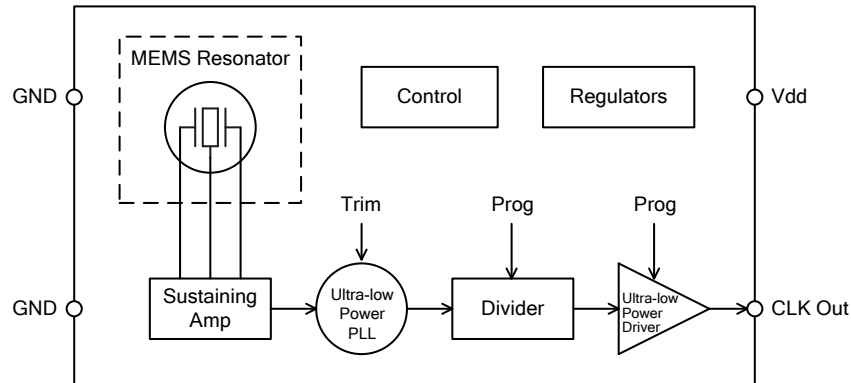 MEMS Resonator
GND
Control
Regulators
Vdd
Trim
Prog
Prog
GND
Sustaining
Amp
Ultra-low
Power
PLL
Divider
Ultra-low
Power
Driver
CLK Out